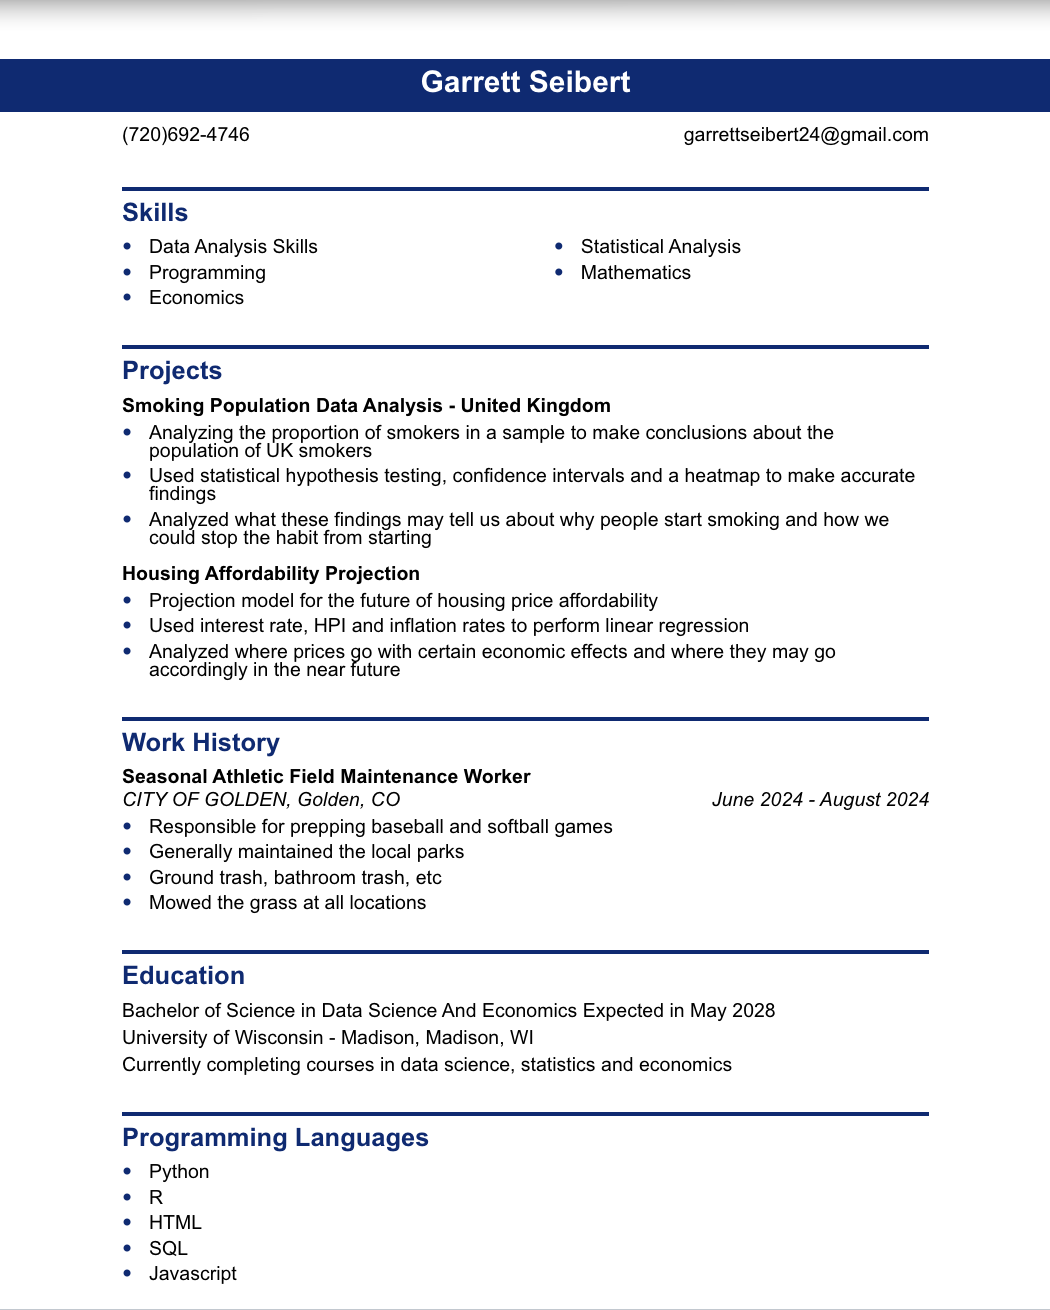 Garrett Seibert
(720)692-4746 garrettseibert24@gmail.com
Skills
• Data Analysis Skills
• Programming
• Economics
• Statistical Analysis
• Mathematics
Projects
Smoking Population Data Analysis - United Kingdom
• Analyzing the proportion of smokers in a sample to make conclusions about the
population of UK smokers
• Used statistical hypothesis testing, confidence intervals and a heatmap to make accurate
findings
• Analyzed what these findings may tell us about why people start smoking and how we
could stop the habit from starting
Housing Affordability Projection
• Projection model for the future of housing price affordability
• Used interest rate, HPI and inflation rates to perform linear regression
• Analyzed where prices go with certain economic effects and where they may go
accordingly in the near future
Work History
Seasonal Athletic Field Maintenance Worker
CITY OF GOLDEN, Golden, CO June 2024 - August 2024
• Responsible for prepping baseball and softball games
• Generally maintained the local parks
• Ground trash, bathroom trash, etc
• Mowed the grass at all locations
Education
Bachelor of Science in Data Science And Economics Expected in May 2028
University of Wisconsin - Madison, Madison, WI
Currently completing courses in data science, statistics and economics
Programming Languages
• Python
• R
• HTML
• SQL
• Javascript